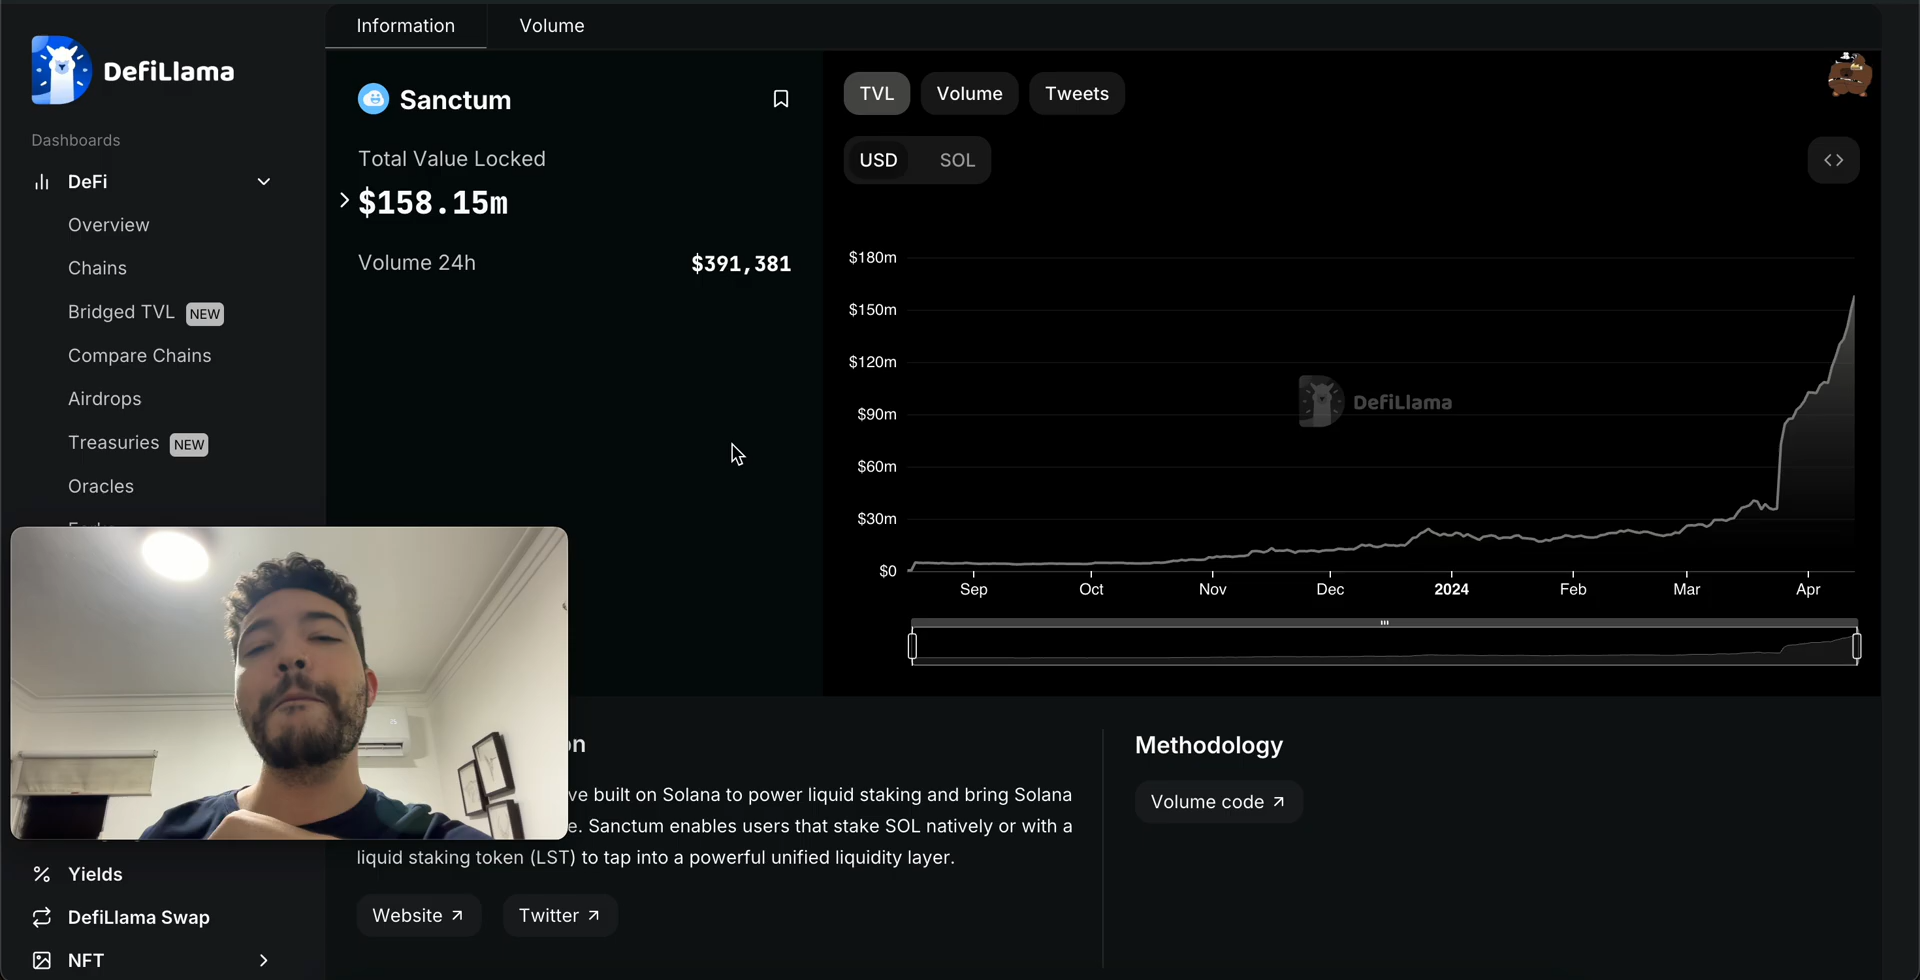 DefiLlama
Dashboards
DeFi
Overview
Chains
Bridged TVL NEW
Compare Chains
Airdrops
Treasuries NEW
Oracles
Yields
DefiLlama Swap
NFT
Information Volume
Sanctum
Total Value Locked
$158.15m
Volume 24h $391,381
TVL Volume Tweets
USD SOL
$180m
$150m
$120m
$90m
$60m
$30m
$0
DefiLlama
Sep Oct Nov Dec 2024 Feb Mar Apr
on
ve built on Solana to power liquid staking and bring Solana
e. Sanctum enables users that stake SOL natively or with a
liquid staking token (LST) to tap into a powerful unified liquidity layer.
Website Twitter
Methodology
Volume code